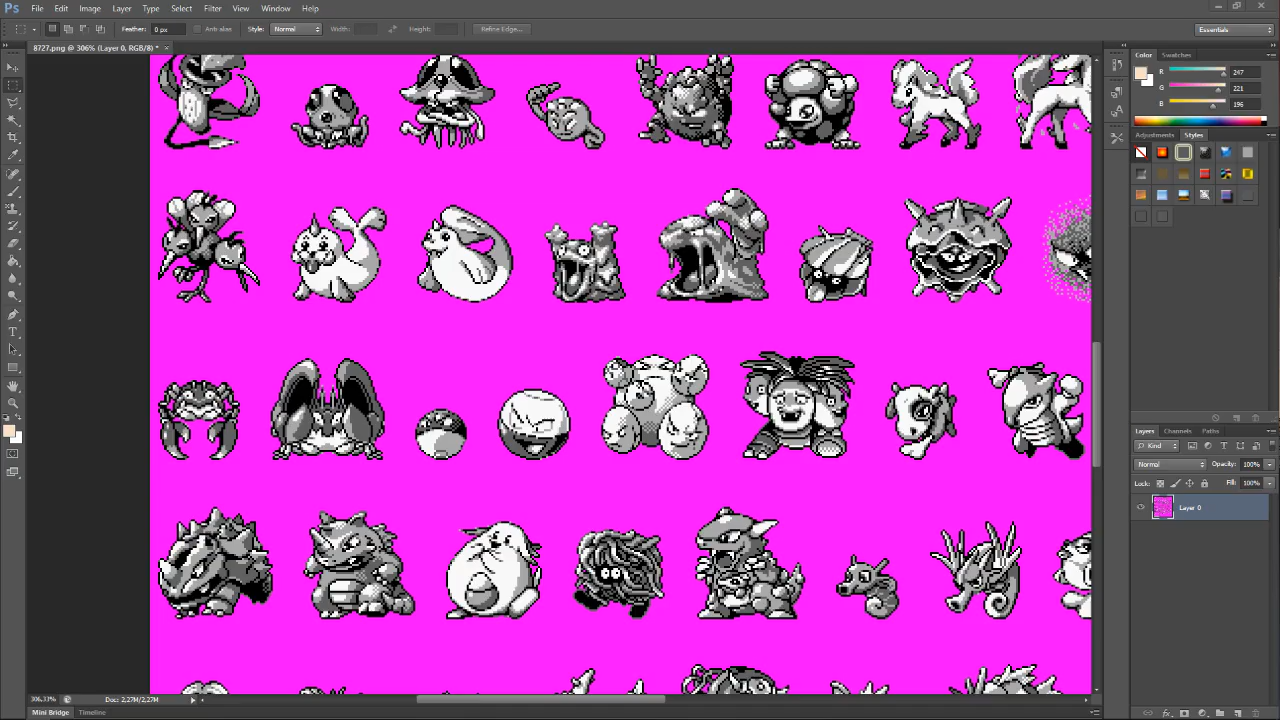 Ps File Edit Image Layer Type Select Filter View Window Help
Feather: 0 px Anti-alias Style: Normal Width: Height: Refine Edge... Essentials
8727.png @ 306% (Layer 0, RGB/8) * ×
Color Swatches
R 247
G 221
B 196
Adjustments Styles
Layers Channels Paths
Kind
Normal Opacity: 100%
Lock: Fill: 100%
Layer 0
306.33% Doc: 2.27M/2.27M
Mini Bridge Timeline